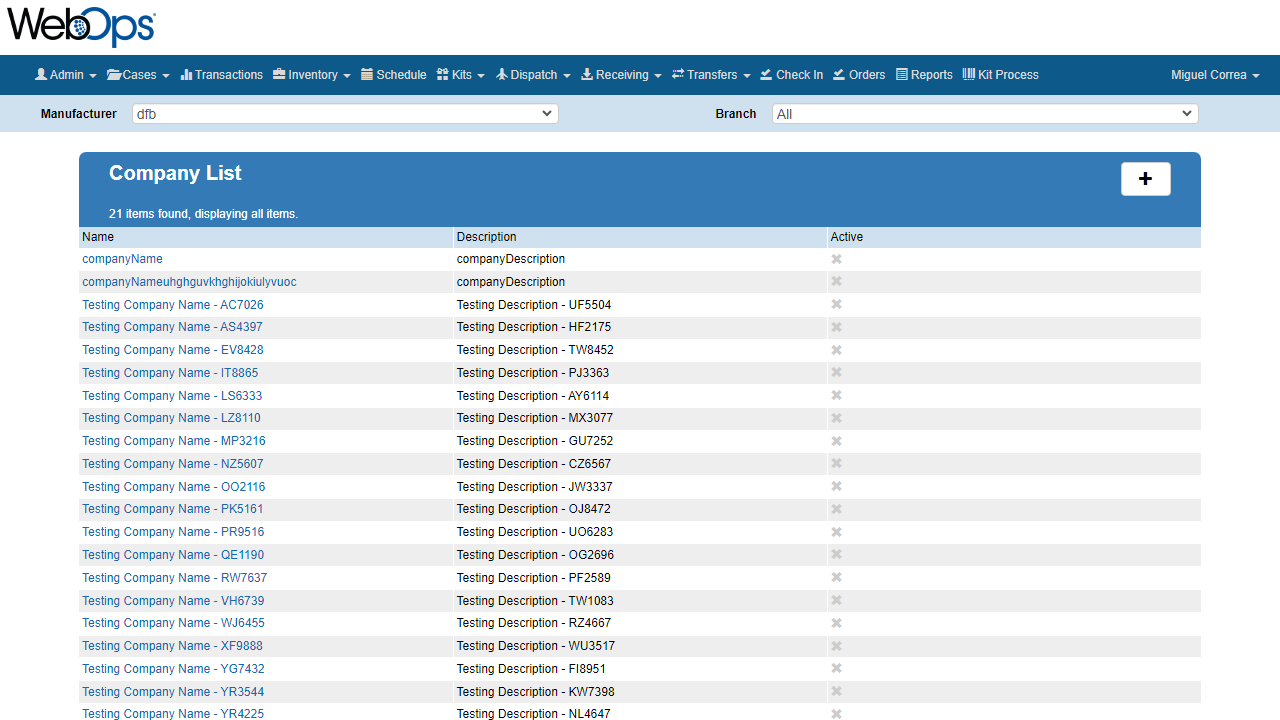 WebOps
Admin Cases Transactions Inventory Schedule Kits Dispatch Receiving Transfers Check In Orders Reports Kit Process Miguel Correa
Manufacturer dfb Branch All
Company List
+
21 items found, displaying all items.
Name Description Active
companyName companyDescription
companyNameuhghguvkhghijokiulyvuoc companyDescription
Testing Company Name - AC7026 Testing Description - UF5504
Testing Company Name - AS4397 Testing Description - HF2175
Testing Company Name - EV8428 Testing Description - TW8452
Testing Company Name - IT8865 Testing Description - PJ3363
Testing Company Name - LS6333 Testing Description - AY6114
Testing Company Name - LZ8110 Testing Description - MX3077
Testing Company Name - MP3216 Testing Description - GU7252
Testing Company Name - NZ5607 Testing Description - CZ6567
Testing Company Name - OO2116 Testing Description - JW3337
Testing Company Name - PK5161 Testing Description - OJ8472
Testing Company Name - PR9516 Testing Description - UO6283
Testing Company Name - QE1190 Testing Description - OG2696
Testing Company Name - RW7637 Testing Description - PF2589
Testing Company Name - VH6739 Testing Description - TW1083
Testing Company Name - WJ6455 Testing Description - RZ4667
Testing Company Name - XF9888 Testing Description - WU3517
Testing Company Name - YG7432 Testing Description - FI8951
Testing Company Name - YR3544 Testing Description - KW7398
Testing Company Name - YR4225 Testing Description - NL4647